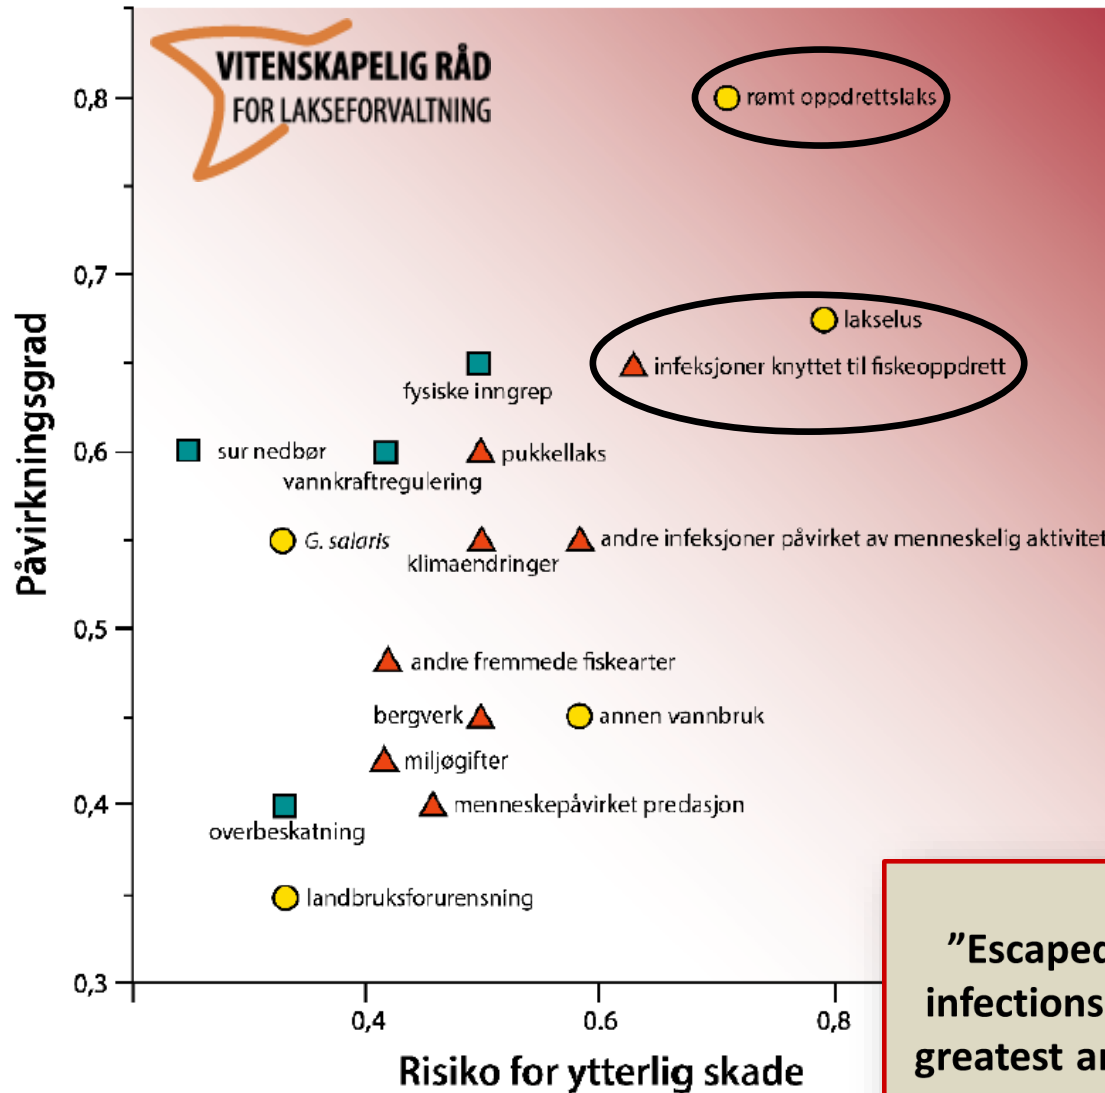 VITENSKAPELIG RÅD
FOR LAKSEFORVALTNING
Påvirkningsgrad
0,8
0,7
0,6
0,5
0,4
0,3
rømt oppdrettslaks
lakselus
infeksjoner knyttet til fiskeoppdrett
fysiske inngrep
sur nedbør
vannkraftregulering
pukkellaks
G. salaris
klimaendringer
andre infeksjoner påvirket av menneskelig aktivitet
andre fremmede fiskearter
bergverk
annen vannbruk
miljøgifter
overbeskatning
menneskepåvirket predasjon
landbruksforurensning
0,4
0.6
0,8
Risiko for ytterlig skade
”Escaped
infections
greatest